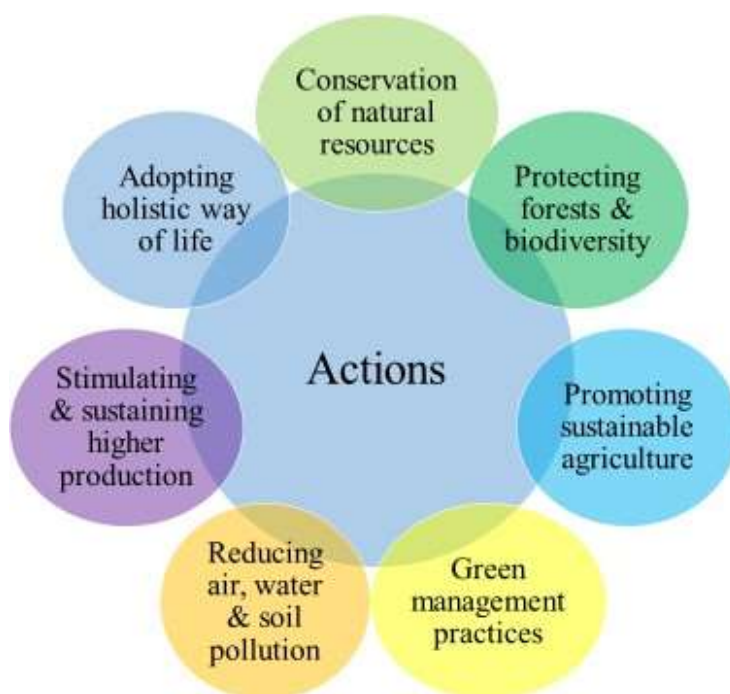 Conservation
of natural
resources
Protecting
forests &
biodiversity
Promoting
sustainable
agriculture
Green
management
practices
Reducing
air, water
& soil
pollution
Stimulating
& sustaining
higher
production
Adopting
holistic way
of life
Actions